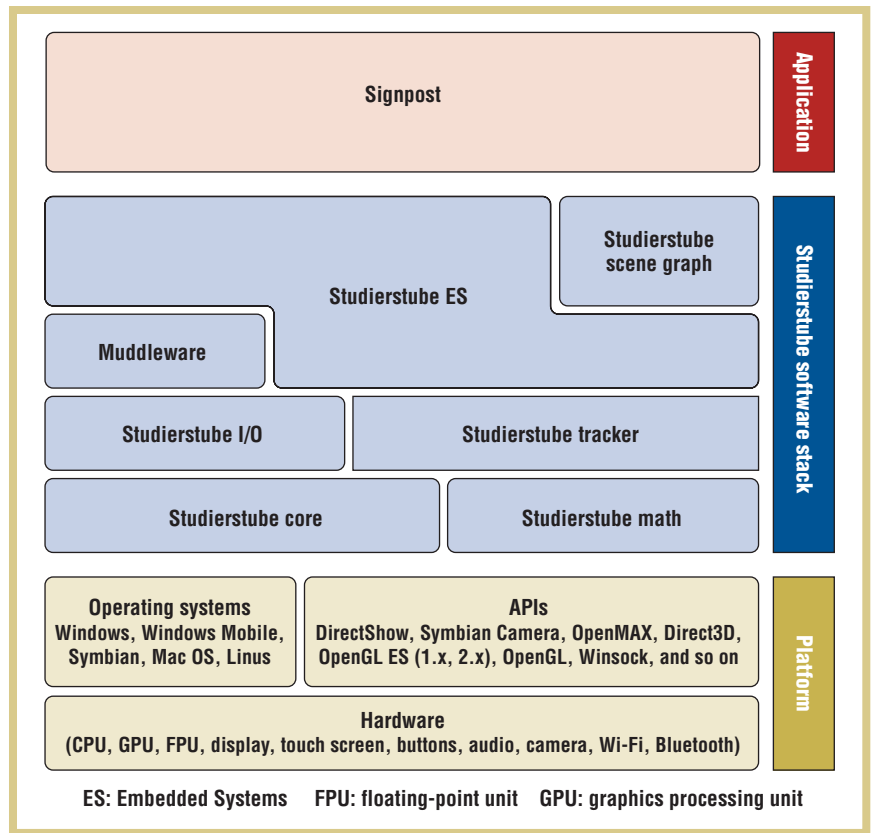 Signpost
Application
Studierstube
scene graph
Studierstube ES
Muddleware
Studierstube I/O
Studierstube tracker
Studierstube core
Studierstube math
Studierstube software stack
Operating systems
Windows, Windows Mobile,
Symbian, Mac OS, Linus
APIs
DirectShow, Symbian Camera, OpenMAX, Direct3D,
OpenGL ES (1.x, 2.x), OpenGL, Winsock, and so on
Hardware
(CPU, GPU, FPU, display, touch screen, buttons, audio, camera, Wi-Fi, Bluetooth)
Platform
ES: Embedded Systems FPU: floating-point unit GPU: graphics processing unit